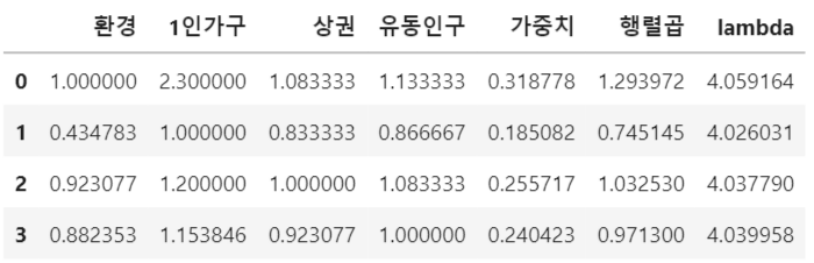 환경 1인가구 상권 유동인구 가중치 행렬곱 lambda
0 1.000000 2.300000 1.083333 1.133333 0.318778 1.293972 4.059164
1 0.434783 1.000000 0.833333 0.866667 0.185082 0.745145 4.026031
2 0.923077 1.200000 1.000000 1.083333 0.255717 1.032530 4.037790
3 0.882353 1.153846 0.923077 1.000000 0.240423 0.971300 4.039958